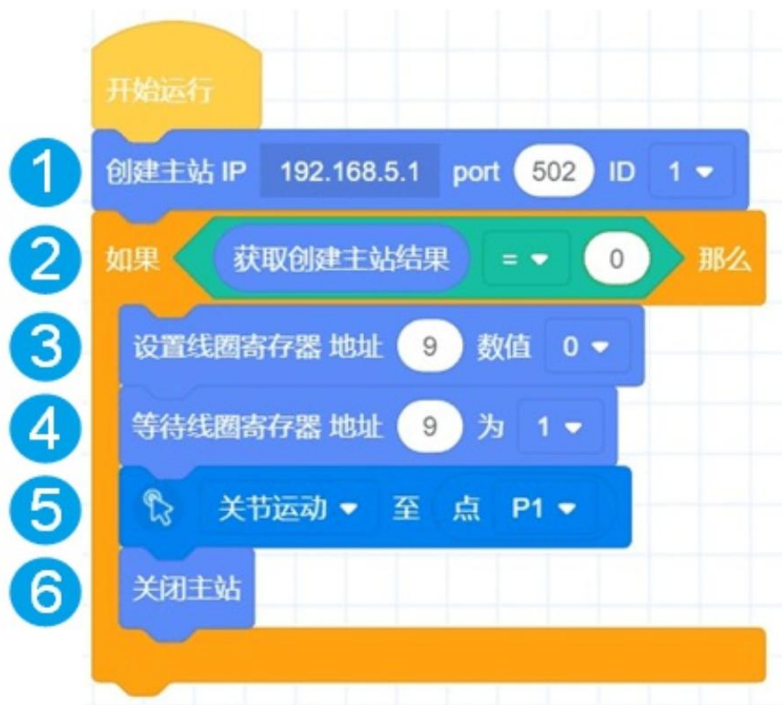 开始运行
1 创建主站 IP 192.168.5.1 port 502 ID 1
2 如果 获取创建主站结果 = 0 那么
3 设置线圈寄存器 地址 9 数值 0
4 等待线圈寄存器 地址 9 为 1
5 关节运动 至 点 P1
6 关闭主站